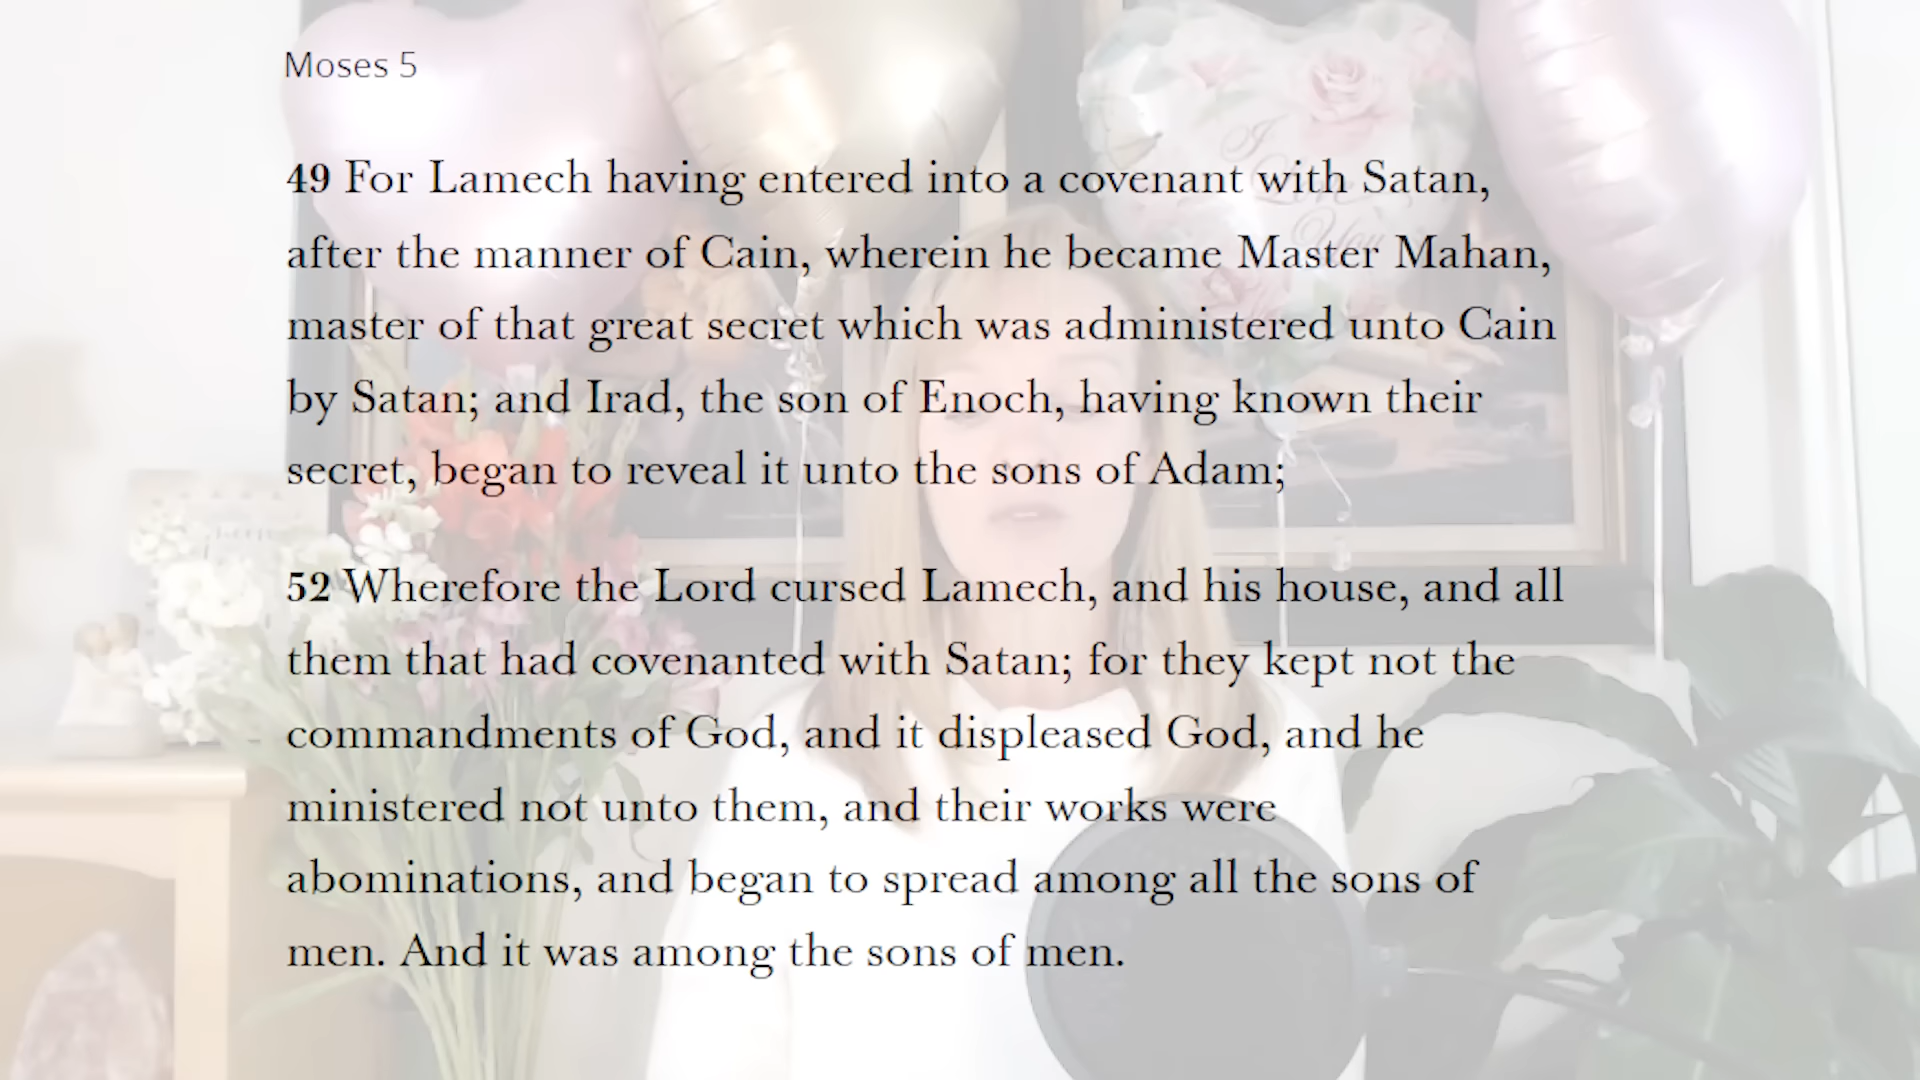 Moses 5
49 For Lamech having entered into a covenant with Satan,
after the manner of Cain, wherein he became Master Mahan,
master of that great secret which was administered unto Cain
by Satan; and Irad, the son of Enoch, having known their
secret, began to reveal it unto the sons of Adam;
52 Wherefore the Lord cursed Lamech, and his house, and all
them that had covenanted with Satan; for they kept not the
commandments of God, and it displeased God, and he
ministered not unto them, and their works were
abominations, and began to spread among all the sons of
men. And it was among the sons of men.
I
Love
You